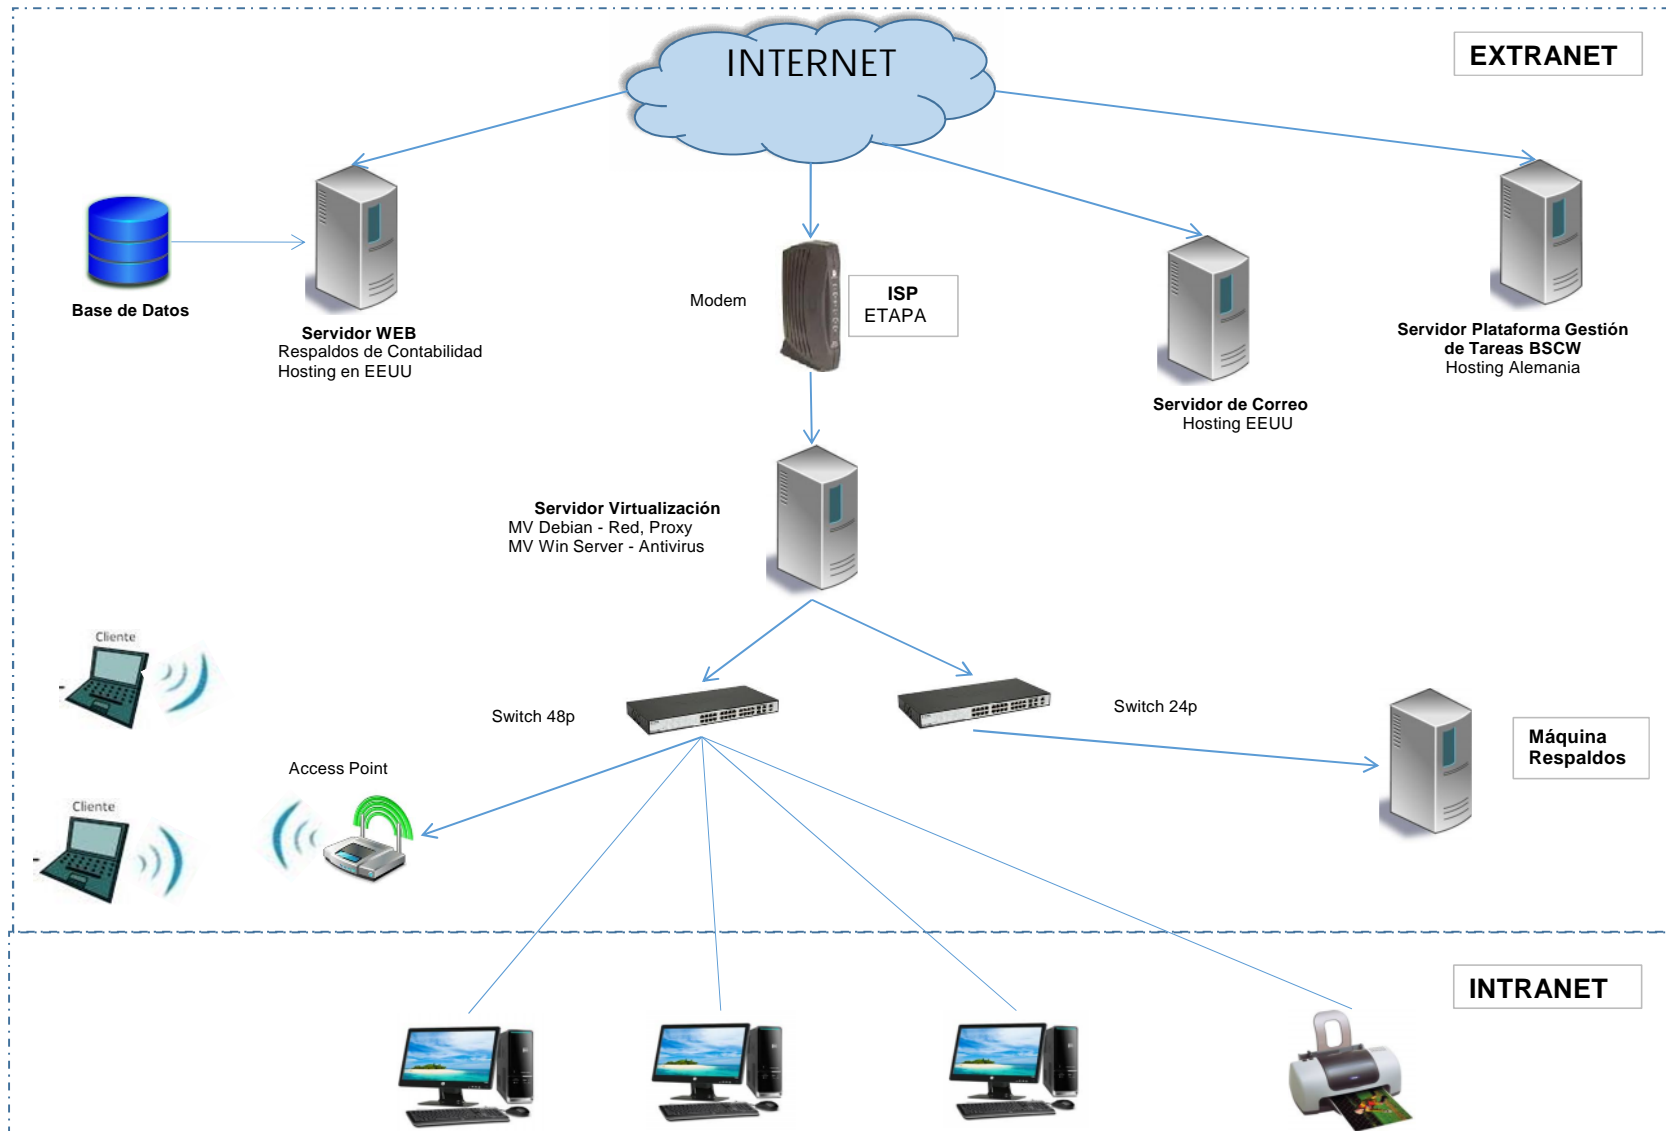 INTERNET
EXTRANET
Base de Datos
Servidor WEB
Respaldos de Contabilidad
Hosting en EEUU
Modem
ISP
ETAPA
Servidor de Correo
Hosting EEUU
Servidor Plataforma Gestión
de Tareas BSCW
Hosting Alemania
Servidor Virtualización
MV Debian - Red, Proxy
MV Win Server - Antivirus
Cliente
Switch 48p
Switch 24p
Máquina
Respaldos
Access Point
Cliente
INTRANET